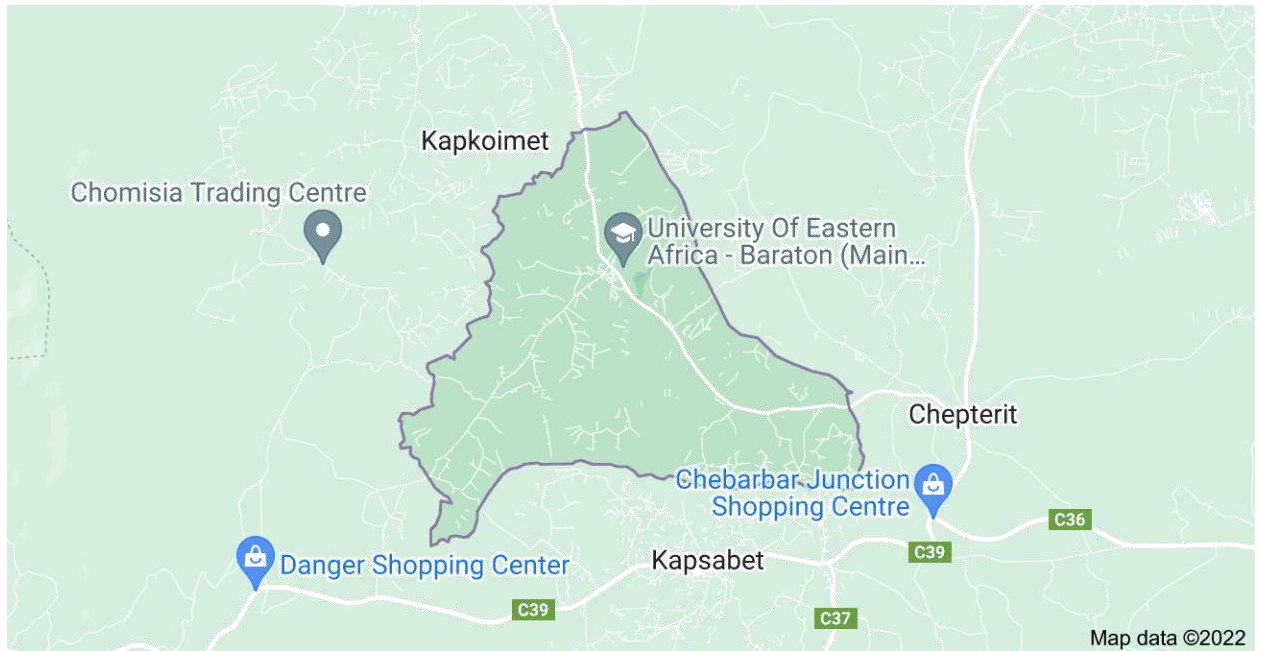 Kapkoimet
Chomisia Trading Centre
University Of Eastern
Africa - Baraton (Main...
Chepterit
Chebarbar Junction
Shopping Centre
C36
C39
Kapsabet
Danger Shopping Center
C39
C37
Map data ©2022